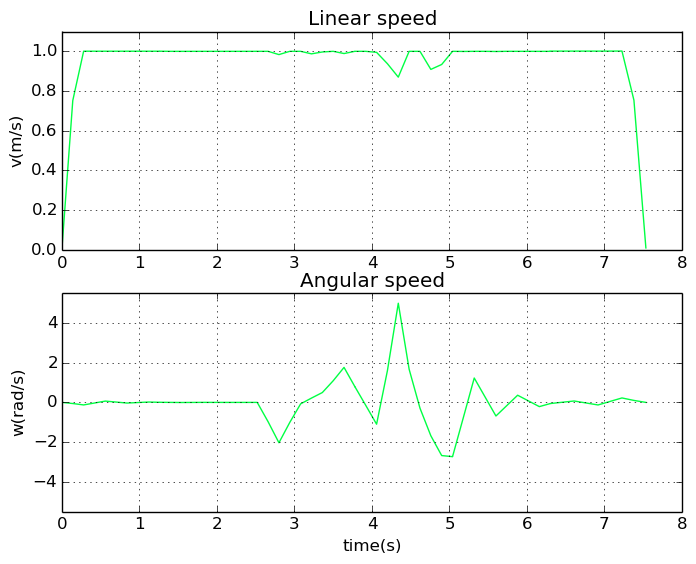 Linear speed
1.0
0.8
0.6
0.4
0.2
0.0
v(m/s)
0 1 2 3 4 5 6 7 8
Angular speed
4
2
0
−2
−4
w(rad/s)
0 1 2 3 4 5 6 7 8
time(s)